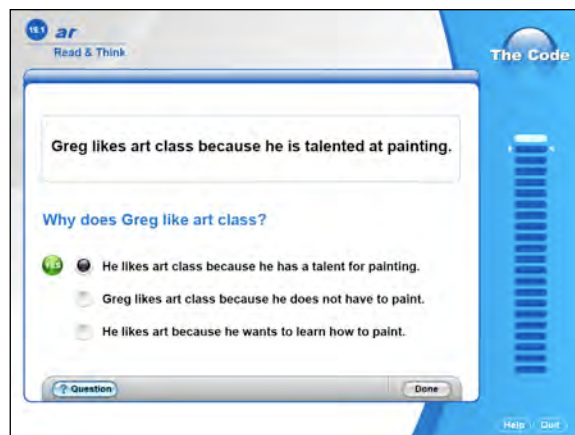 19.1 ar
Read & Think
The Code
Greg likes art class because he is talented at painting.
Why does Greg like art class?
YES He likes art class because he has a talent for painting.
Greg likes art class because he does not have to paint.
He likes art because he wants to learn how to paint.
? Question
Done
Help Quit